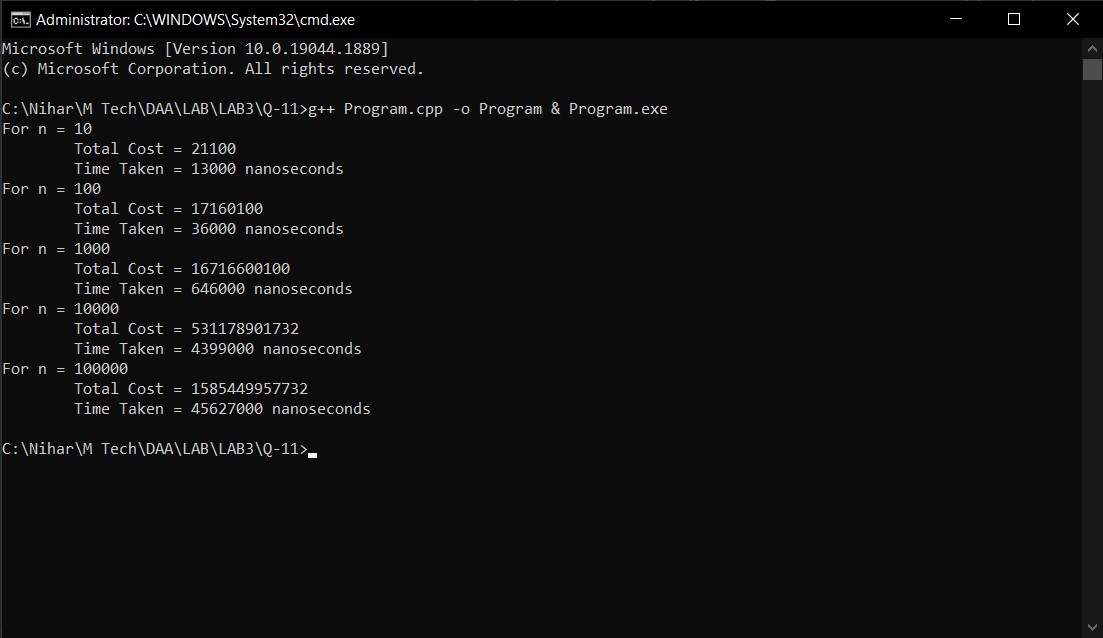 Administrator: C:\WINDOWS\System32\cmd.exe
Microsoft Windows [Version 10.0.19044.1889]
(c) Microsoft Corporation. All rights reserved.
C:\Nihar\M Tech\DAA\LAB\LAB3\Q-11>g++ Program.cpp -o Program & Program.exe
For n = 10
Total Cost = 21100
Time Taken = 13000 nanoseconds
For n = 100
Total Cost = 17160100
Time Taken = 36000 nanoseconds
For n = 1000
Total Cost = 16716600100
Time Taken = 646000 nanoseconds
For n = 10000
Total Cost = 531178901732
Time Taken = 4399000 nanoseconds
For n = 100000
Total Cost = 1585449957732
Time Taken = 45627000 nanoseconds
C:\Nihar\M Tech\DAA\LAB\LAB3\Q-11>